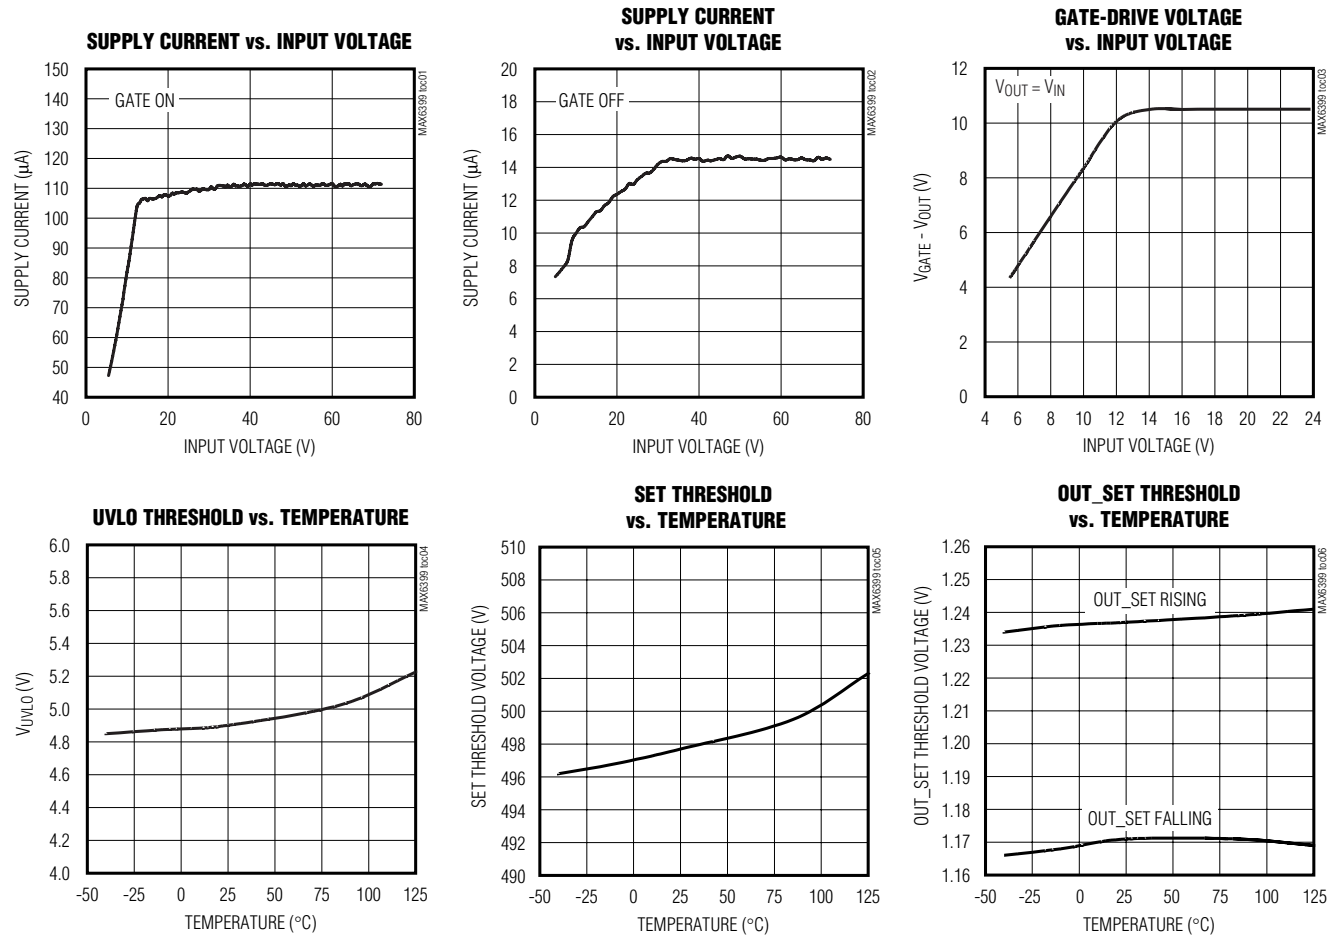 SUPPLY CURRENT vs. INPUT VOLTAGE
150
140
130
120
110
100
90
80
70
60
50
40
SUPPLY CURRENT (µA)
GATE ON
MAX6399 toc01
0 20 40 60 80
INPUT VOLTAGE (V)
SUPPLY CURRENT
vs. INPUT VOLTAGE
20
18
16
14
12
10
8
6
4
2
0
SUPPLY CURRENT (µA)
GATE OFF
MAX6399 toc02
0 20 40 60 80
INPUT VOLTAGE (V)
GATE-DRIVE VOLTAGE
vs. INPUT VOLTAGE
12
10
8
6
4
2
0
VGATE - VOUT (V)
VOUT = VIN
MAX6399 toc03
4 6 8 10 12 14 16 18 20 22 24
INPUT VOLTAGE (V)
UVLO THRESHOLD vs. TEMPERATURE
6.0
5.8
5.6
5.4
5.2
5.0
4.8
4.6
4.4
4.2
4.0
VUVLO (V)
MAX6399 toc04
-50 -25 0 25 50 75 100 125
TEMPERATURE (°C)
SET THRESHOLD
vs. TEMPERATURE
510
508
506
504
502
500
498
496
494
492
490
SET THRESHOLD VOLTAGE (V)
MAX6399 toc05
-50 -25 0 25 50 75 100 125
TEMPERATURE (°C)
OUT_SET THRESHOLD
vs. TEMPERATURE
1.26
1.25
1.24
1.23
1.22
1.21
1.20
1.19
1.18
1.17
1.16
OUT_SET THRESHOLD VOLTAGE (V)
OUT_SET RISING
OUT_SET FALLING
MAX6399 toc06
-50 -25 0 25 50 75 100 125
TEMPERATURE (°C)